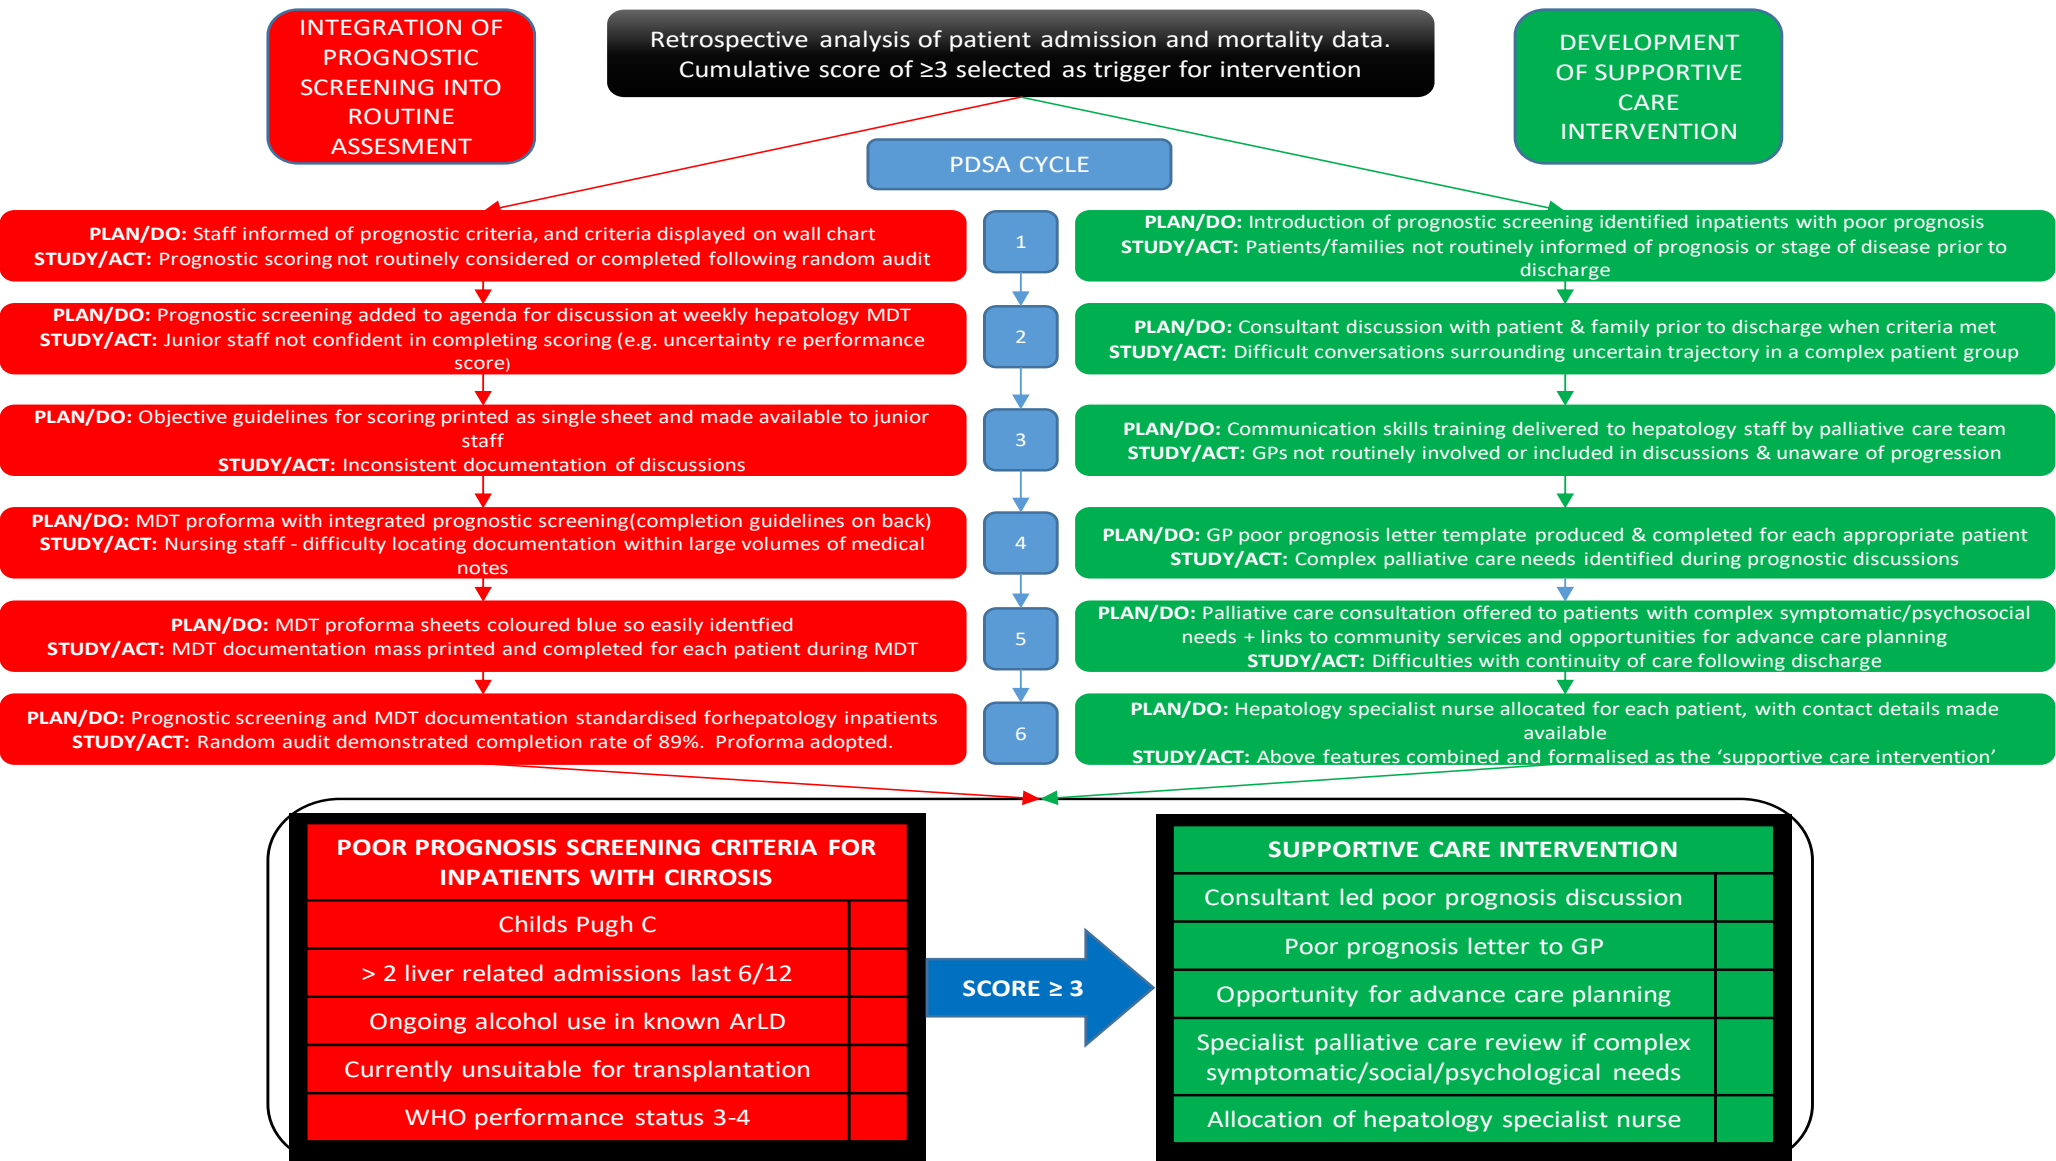 INTEGRATION OF
PROGNOSTIC
SCREENING INTO
ROUTINE
ASSESMENT
Retrospective analysis of patient admission and mortality data.
Cumulative score of ≥3 selected as trigger for intervention
DEVELOPMENT
OF SUPPORTIVE
CARE
INTERVENTION
PDSA CYCLE
PLAN/DO: Staff informed of prognostic criteria, and criteria displayed on wall chart
STUDY/ACT: Prognostic scoring not routinely considered or completed following random audit
1
PLAN/DO: Introduction of prognostic screening identified inpatients with poor prognosis
STUDY/ACT: Patients/families not routinely informed of prognosis or stage of disease prior to
discharge
PLAN/DO: Prognostic screening added to agenda for discussion at weekly hepatology MDT
STUDY/ACT: Junior staff not confident in completing scoring (e.g. uncertainty re performance
score)
2
PLAN/DO: Consultant discussion with patient & family prior to discharge when criteria met
STUDY/ACT: Difficult conversations surrounding uncertain trajectory in a complex patient group
PLAN/DO: Objective guidelines for scoring printed as single sheet and made available to junior
staff
STUDY/ACT: Inconsistent documentation of discussions
3
PLAN/DO: Communication skills training delivered to hepatology staff by palliative care team
STUDY/ACT: GPs not routinely involved or included in discussions & unaware of progression
PLAN/DO: MDT proforma with integrated prognostic screening(completion guidelines on back)
STUDY/ACT: Nursing staff - difficulty locating documentation within large volumes of medical
notes
4
PLAN/DO: GP poor prognosis letter template produced & completed for each appropriate patient
STUDY/ACT: Complex palliative care needs identified during prognostic discussions
PLAN/DO: MDT proforma sheets coloured blue so easily identfied
STUDY/ACT: MDT documentation mass printed and completed for each patient during MDT
5
PLAN/DO: Palliative care consultation offered to patients with complex symptomatic/psychosocial
needs + links to community services and opportunities for advance care planning
STUDY/ACT: Difficulties with continuity of care following discharge
PLAN/DO: Prognostic screening and MDT documentation standardised forhepatology inpatients
STUDY/ACT: Random audit demonstrated completion rate of 89%. Proforma adopted.
6
PLAN/DO: Hepatology specialist nurse allocated for each patient, with contact details made
available
STUDY/ACT: Above features combined and formalised as the ‘supportive care intervention’
POOR PROGNOSIS SCREENING CRITERIA FOR
INPATIENTS WITH CIRROSIS
Childs Pugh C
> 2 liver related admissions last 6/12
Ongoing alcohol use in known ArLD
Currently unsuitable for transplantation
WHO performance status 3-4
SCORE ≥ 3
SUPPORTIVE CARE INTERVENTION
Consultant led poor prognosis discussion
Poor prognosis letter to GP
Opportunity for advance care planning
Specialist palliative care review if complex
symptomatic/social/psychological needs
Allocation of hepatology specialist nurse